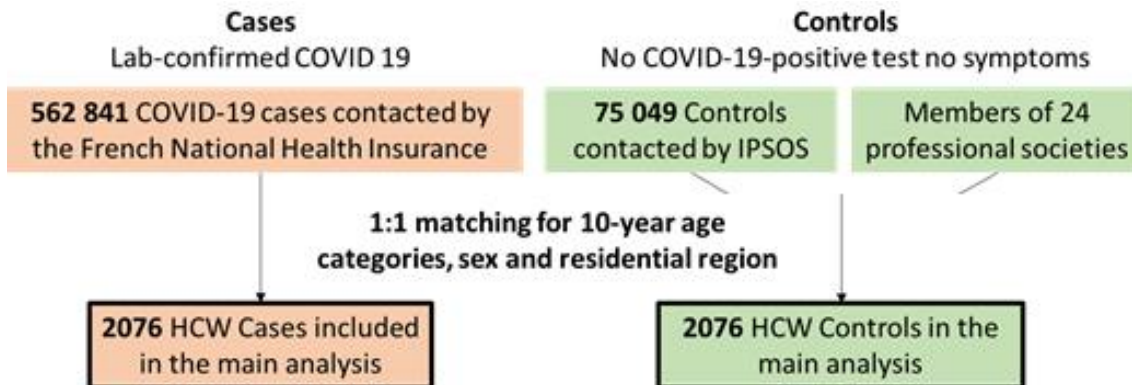 Cases
Lab-confirmed COVID 19
562 841 COVID-19 cases contacted by
the French National Health Insurance
Controls
No COVID-19-positive test no symptoms
75 049 Controls
contacted by IPSOS
Members of 24
professional societies
1:1 matching for 10-year age
categories, sex and residential region
2076 HCW Cases included
in the main analysis
2076 HCW Controls in the
main analysis